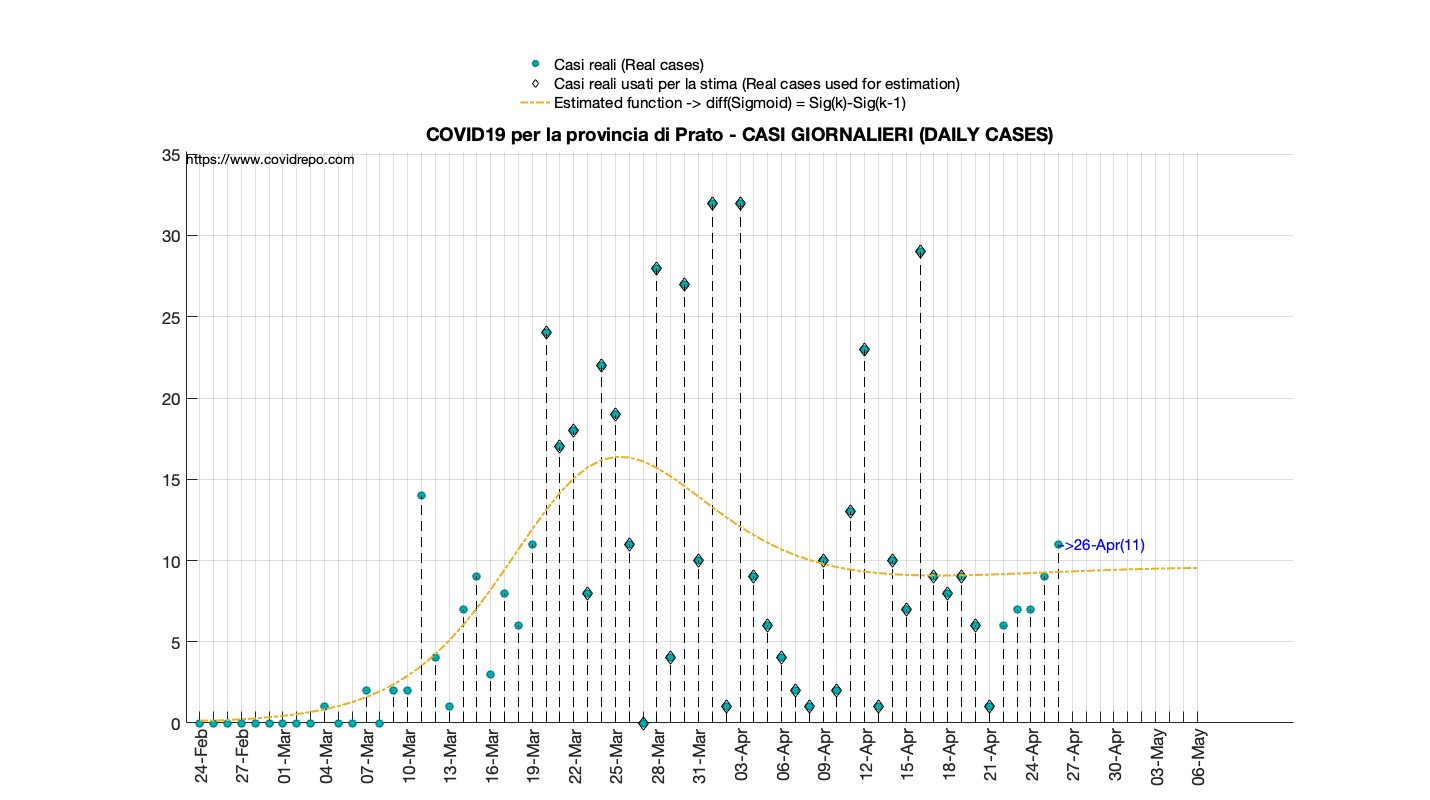 Casi reali (Real cases)
Casi reali usati per la stima (Real cases used for estimation)
Estimated function -> diff(Sigmoid) = Sig(k)-Sig(k-1)
COVID19 per la provincia di Prato - CASI GIORNALIERI (DAILY CASES)
https://www.covidrepo.com
35
30
25
20
15
10
5
0
->26-Apr(11)
24-Feb
27-Feb
01-Mar
04-Mar
07-Mar
10-Mar
13-Mar
16-Mar
19-Mar
22-Mar
25-Mar
28-Mar
31-Mar
03-Apr
06-Apr
09-Apr
12-Apr
15-Apr
18-Apr
21-Apr
24-Apr
27-Apr
30-Apr
03-May
06-May